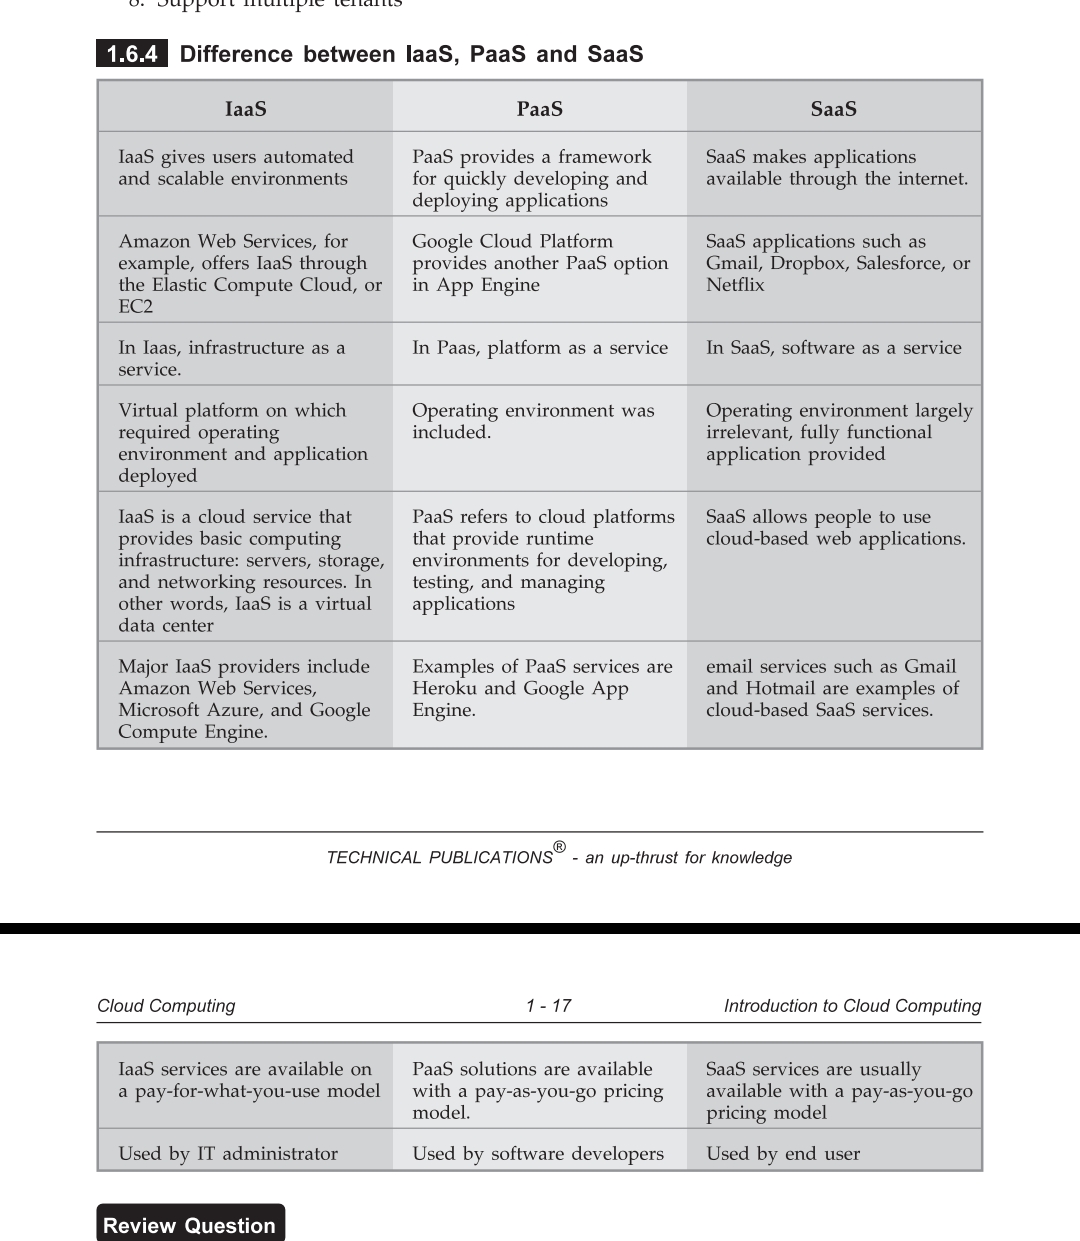 8. Support multiple tenants
1.6.4 Difference between IaaS, PaaS and SaaS
IaaS
PaaS
SaaS
IaaS gives users automated
and scalable environments
PaaS provides a framework
for quickly developing and
deploying applications
SaaS makes applications
available through the internet.
Amazon Web Services, for
example, offers IaaS through
the Elastic Compute Cloud, or
EC2
Google Cloud Platform
provides another PaaS option
in App Engine
SaaS applications such as
Gmail, Dropbox, Salesforce, or
Netflix
In Iaas, infrastructure as a
service.
In Paas, platform as a service
In SaaS, software as a service
Virtual platform on which
required operating
environment and application
deployed
Operating environment was
included.
Operating environment largely
irrelevant, fully functional
application provided
IaaS is a cloud service that
provides basic computing
infrastructure: servers, storage,
and networking resources. In
other words, IaaS is a virtual
data center
PaaS refers to cloud platforms
that provide runtime
environments for developing,
testing, and managing
applications
SaaS allows people to use
cloud-based web applications.
Major IaaS providers include
Amazon Web Services,
Microsoft Azure, and Google
Compute Engine.
Examples of PaaS services are
Heroku and Google App
Engine.
email services such as Gmail
and Hotmail are examples of
cloud-based SaaS services.
TECHNICAL PUBLICATIONS® - an up-thrust for knowledge
Cloud Computing 1 - 17 Introduction to Cloud Computing
IaaS services are available on
a pay-for-what-you-use model
PaaS solutions are available
with a pay-as-you-go pricing
model.
SaaS services are usually
available with a pay-as-you-go
pricing model
Used by IT administrator
Used by software developers
Used by end user
Review Question